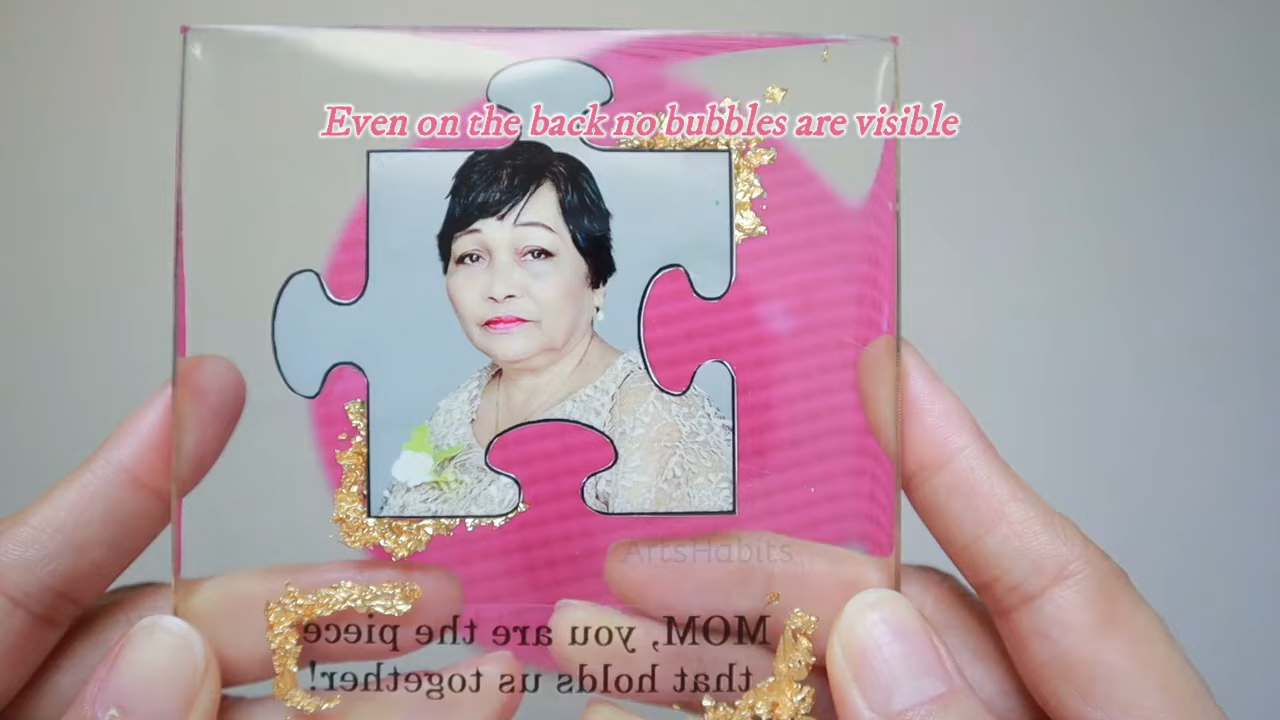 Even on the back no bubbles are visible
ArtsHabits
MOM, you are the piece
that holds us together!